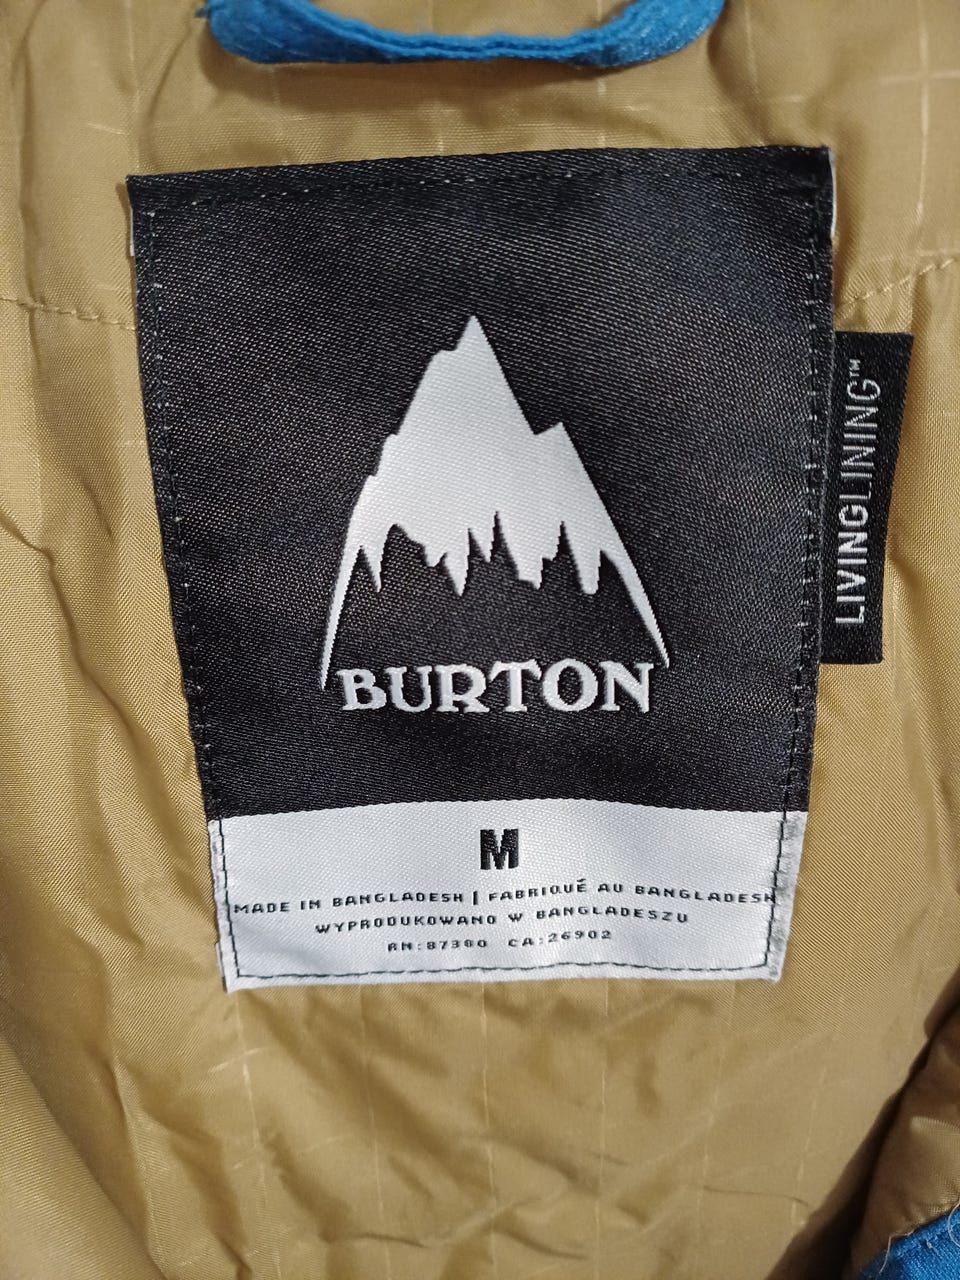 BURTON
LIVINGLINING™
M
MADE IN BANGLADESH | FABRIQUÉ AU BANGLADESH
WYPRODUKOWANO W BANGLADESZU
RN:87380 CA:26902